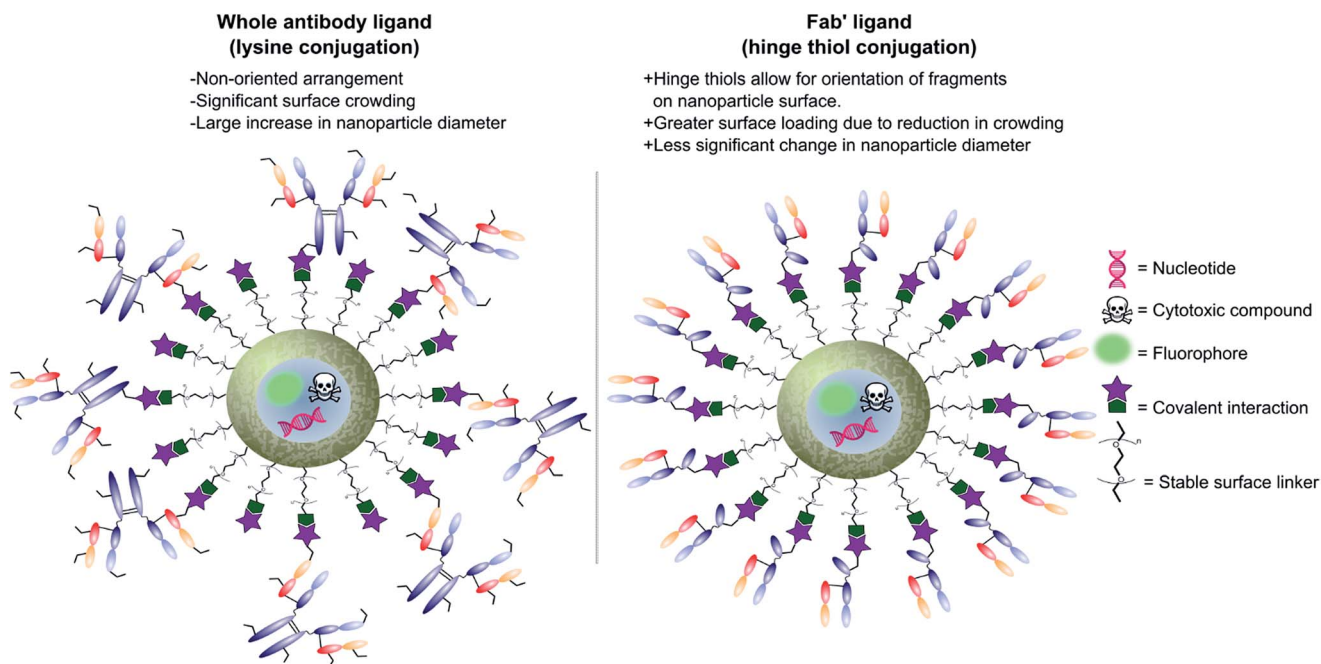 Whole antibody ligand
(lysine conjugation)
-Non-oriented arrangement
-Significant surface crowding
-Large increase in nanoparticle diameter
Fab' ligand
(hinge thiol conjugation)
+Hinge thiols allow for orientation of fragments
on nanoparticle surface.
+Greater surface loading due to reduction in crowding
+Less significant change in nanoparticle diameter
= Nucleotide
= Cytotoxic compound
= Fluorophore
= Covalent interaction
n
O
O
= Stable surface linker